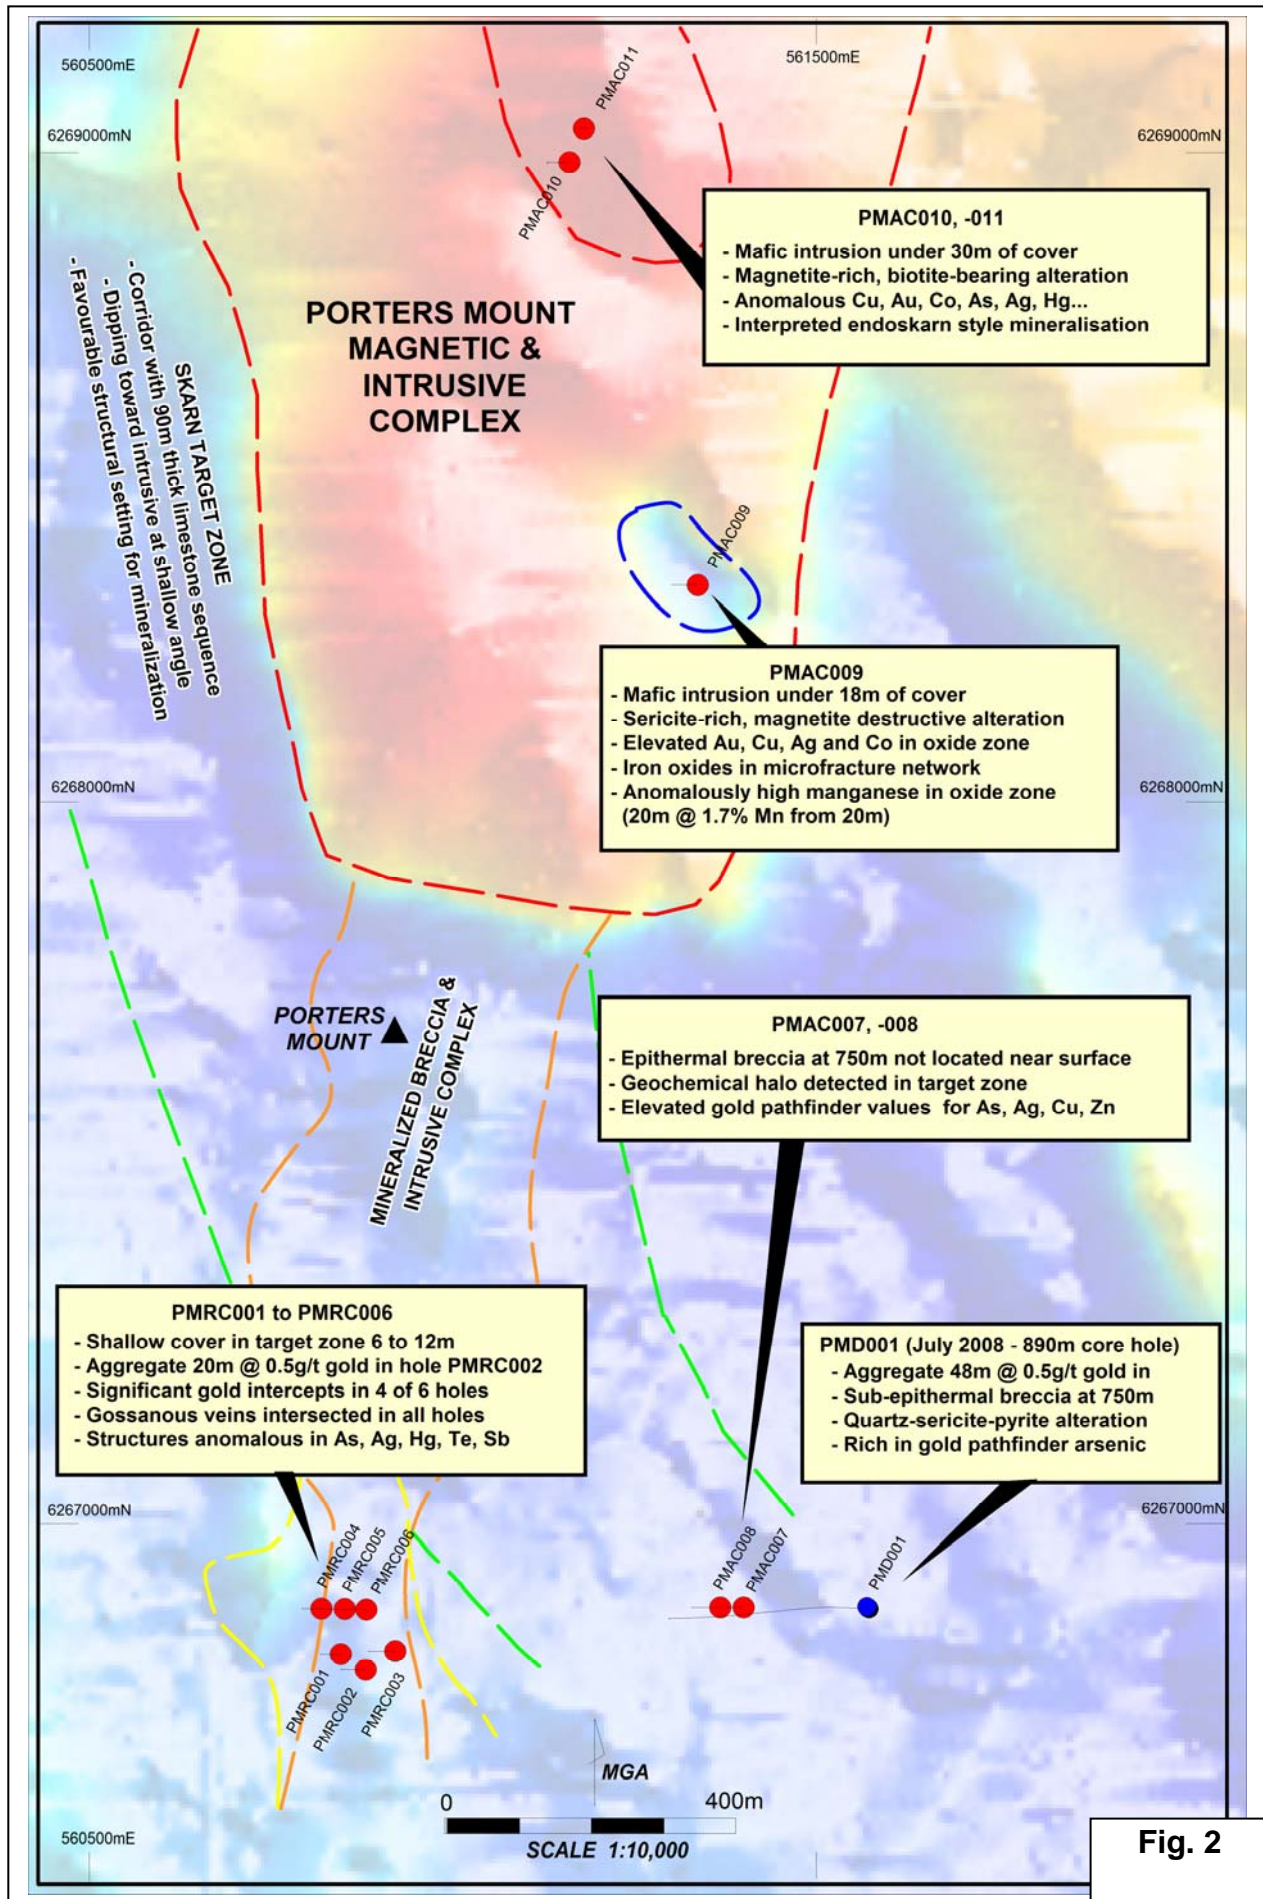 560500mE
561500mE
6269000mN
6269000mN
PMAC011
PMAC010
PMAC010, -011
- Mafic intrusion under 30m of cover
- Magnetite-rich, biotite-bearing alteration
- Anomalous Cu, Au, Co, As, Ag, Hg...
- Interpreted endoskarn style mineralisation
PORTERS MOUNT
MAGNETIC &
INTRUSIVE
COMPLEX
SKARN TARGET ZONE
- Corridor with 90m thick limestone sequence
- Dipping toward intrusive at shallow angle
- Favourable structural setting for mineralization
PMAC009
PMAC009
- Mafic intrusion under 18m of cover
- Sericite-rich, magnetite destructive alteration
- Elevated Au, Cu, Ag and Co in oxide zone
- Iron oxides in microfracture network
- Anomalously high manganese in oxide zone
(20m @ 1.7% Mn from 20m)
6268000mN
6268000mN
PORTERS
MOUNT
MINERALIZED BRECCIA &
INTRUSIVE COMPLEX
PMAC007, -008
- Epithermal breccia at 750m not located near surface
- Geochemical halo detected in target zone
- Elevated gold pathfinder values for As, Ag, Cu, Zn
PMRC001 to PMRC006
- Shallow cover in target zone 6 to 12m
- Aggregate 20m @ 0.5g/t gold in hole PMRC002
- Significant gold intercepts in 4 of 6 holes
- Gossanous veins intersected in all holes
- Structures anomalous in As, Ag, Hg, Te, Sb
PMD001 (July 2008 - 890m core hole)
- Aggregate 48m @ 0.5g/t gold in
- Sub-epithermal breccia at 750m
- Quartz-sericite-pyrite alteration
- Rich in gold pathfinder arsenic
6267000mN
6267000mN
PMRC004
PMRC005
PMRC006
PMAC008
PMAC007
PMD001
PMRC001
PMRC002
PMRC003
MGA
0
400m
SCALE 1:10,000
560500mE
Fig. 2